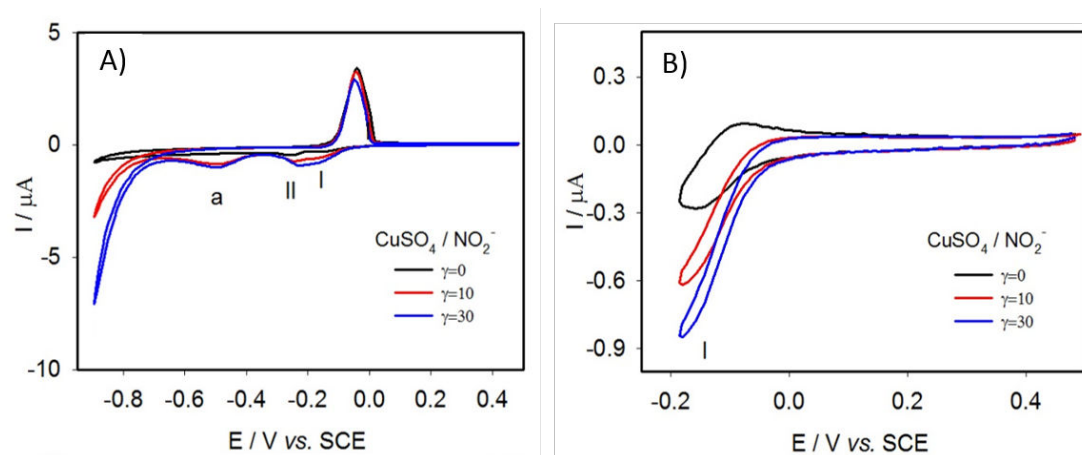 A)
5
0
-5
-10
I / μA
a
II
I
CuSO₄ / NO₂⁻
γ=0
γ=10
γ=30
-0.8 -0.6 -0.4 -0.2 0.0 0.2 0.4
E / V vs. SCE
B)
0.3
0.0
-0.3
-0.6
-0.9
I / μA
CuSO₄ / NO₂⁻
γ=0
γ=10
γ=30
I
-0.2 0.0 0.2 0.4
E / V vs. SCE